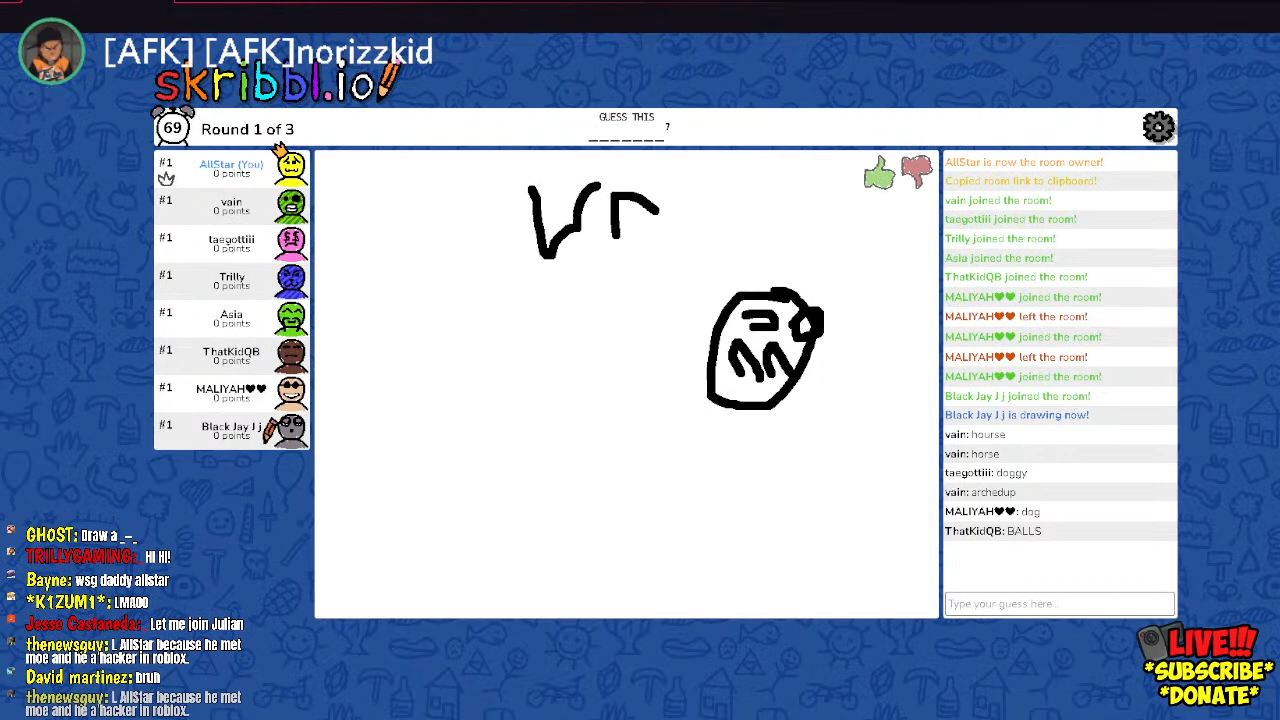 [AFK] [AFK]norizzkid
skribbl.io
69
Round 1 of 3
GUESS THIS
_ _ _ _ _ _ _ 7
#1
AllStar (You)
0 points
#1
vain
0 points
#1
taegottiii
0 points
#1
Trilly
0 points
#1
Asia
0 points
#1
ThatKidQB
0 points
#1
MALIYAH♥♥
0 points
#1
Black Jay J j
0 points
AllStar is now the room owner!
Copied room link to clipboard!
vain joined the room!
taegottiii joined the room!
Trilly joined the room!
Asia joined the room!
ThatKidQB joined the room!
MALIYAH♥♥ joined the room!
MALIYAH♥♥ left the room!
MALIYAH♥♥ joined the room!
MALIYAH♥♥ left the room!
MALIYAH♥♥ joined the room!
Black Jay J j joined the room!
Black Jay J j is drawing now!
vain: hourse
vain: horse
taegottiii: doggy
vain: archedup
MALIYAH♥♥: dog
ThatKidQB: BALLS
Type your guess here...
GHOST: Draw a _-_
TRILLYGAMING: HI HI!
Bayne: wsg daddy allstar
*K1ZUM1*: LMAOO
Jesse Castaneda: Let me join Julian
thenewsguy: L AllStar because he met
moe and he a hacker in roblox.
David martinez: bruh
thenewsguy: L AllStar because he met
moe and he a hacker in roblox.
LIVE!!!
*SUBSCRIBE*
*DONATE*